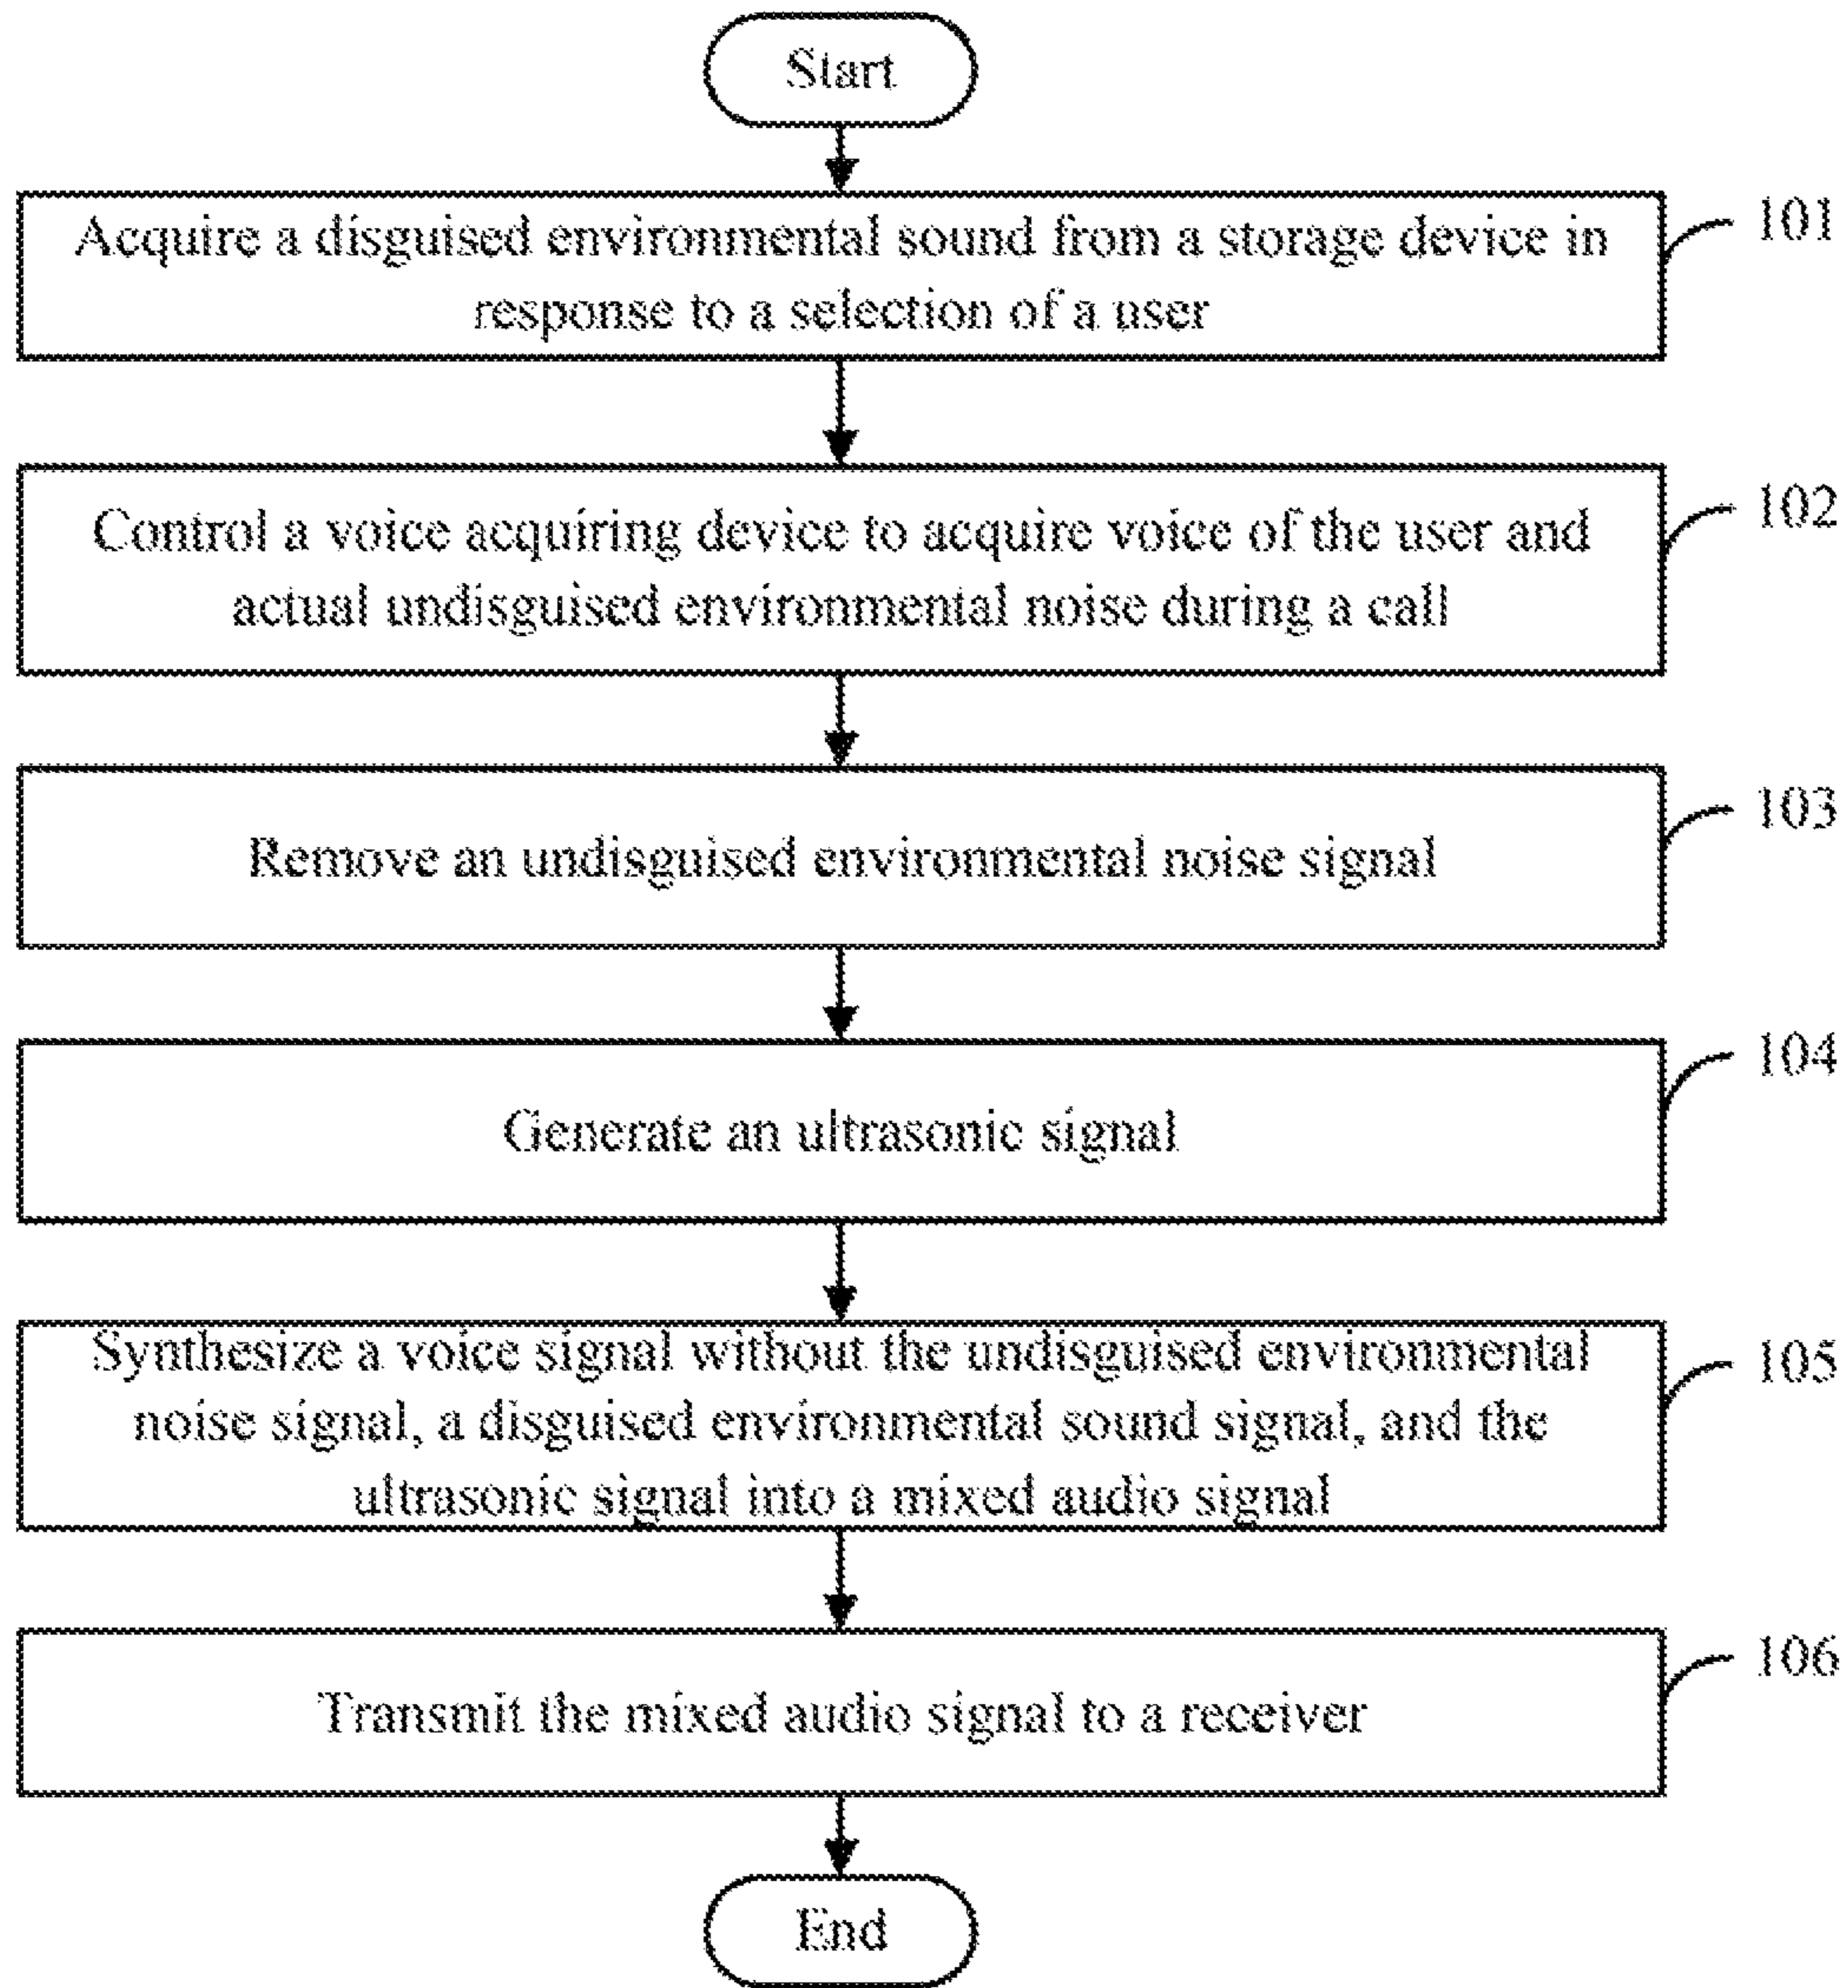 Start
Acquire a disguised environmental sound from a storage device in
response to a selection of a user
101
Control a voice acquiring device to acquire voice of the user and
actual undisguised environmental noise during a call
102
Remove an undisguised environmental noise signal
103
Generate an ultrasonic signal
104
Synthesize a voice signal without the undisguised environmental
noise signal, a disguised environmental sound signal, and the
ultrasonic signal into a mixed audio signal
105
Transmit the mixed audio signal to a receiver
106
End